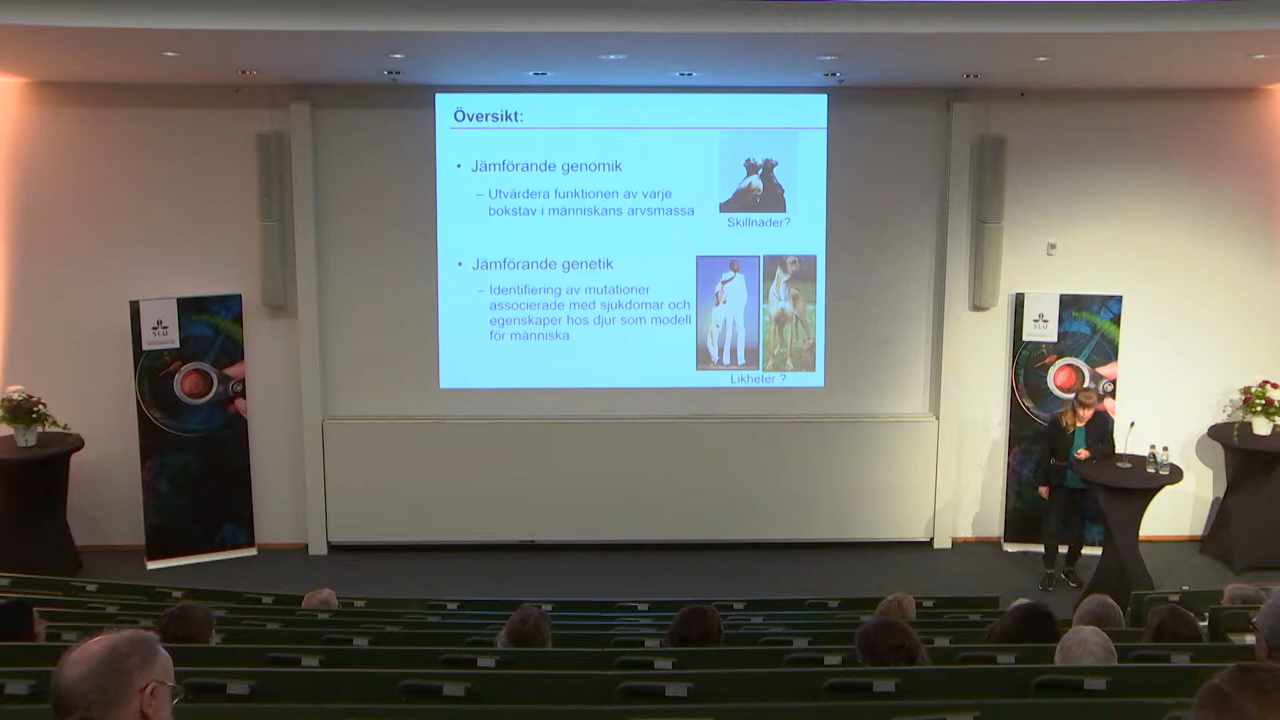 Översikt:
• Jämförande genomik
– Utvärdera funktionen av varje
bokstav i människans arvsmassa
Skillnader?
• Jämförande genetik
– Identifiering av mutationer
associerade med sjukdomar och
egenskaper hos djur som modell
för människa
Likheter ?
SLU
SLU